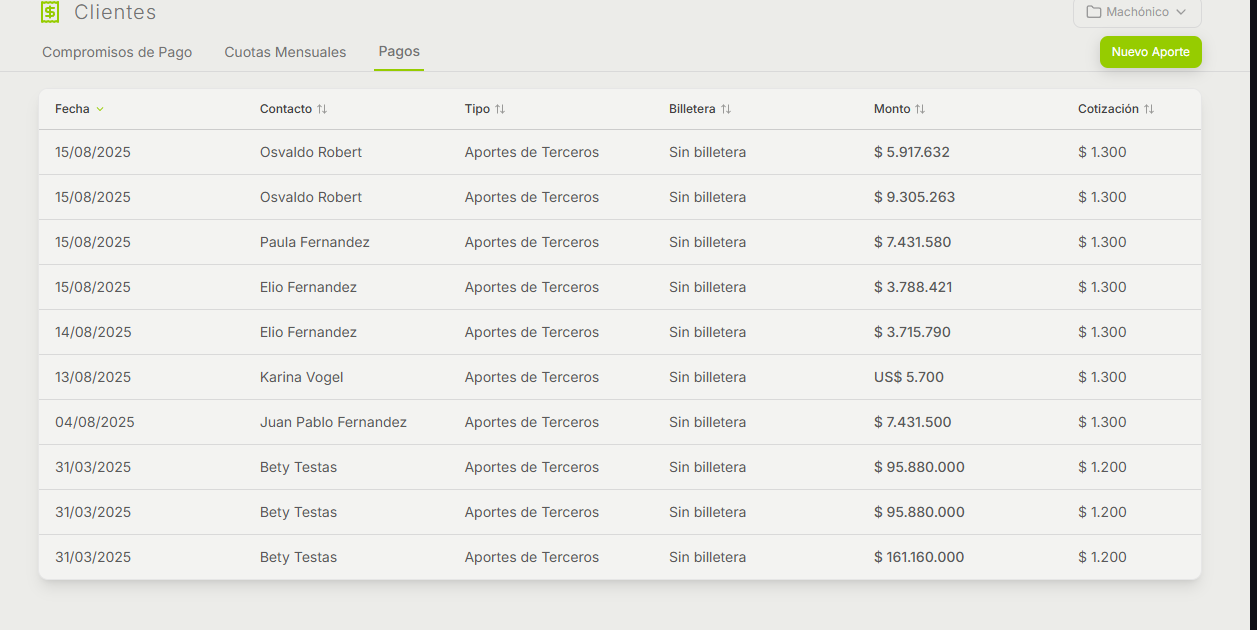 Clientes
Machónico
Compromisos de Pago Cuotas Mensuales Pagos
Nuevo Aporte
Fecha Contacto Tipo Billetera Monto Cotización
15/08/2025 Osvaldo Robert Aportes de Terceros Sin billetera $ 5.917.632 $ 1.300
15/08/2025 Osvaldo Robert Aportes de Terceros Sin billetera $ 9.305.263 $ 1.300
15/08/2025 Paula Fernandez Aportes de Terceros Sin billetera $ 7.431.580 $ 1.300
15/08/2025 Elio Fernandez Aportes de Terceros Sin billetera $ 3.788.421 $ 1.300
14/08/2025 Elio Fernandez Aportes de Terceros Sin billetera $ 3.715.790 $ 1.300
13/08/2025 Karina Vogel Aportes de Terceros Sin billetera US$ 5.700 $ 1.300
04/08/2025 Juan Pablo Fernandez Aportes de Terceros Sin billetera $ 7.431.500 $ 1.300
31/03/2025 Bety Testas Aportes de Terceros Sin billetera $ 95.880.000 $ 1.200
31/03/2025 Bety Testas Aportes de Terceros Sin billetera $ 95.880.000 $ 1.200
31/03/2025 Bety Testas Aportes de Terceros Sin billetera $ 161.160.000 $ 1.200